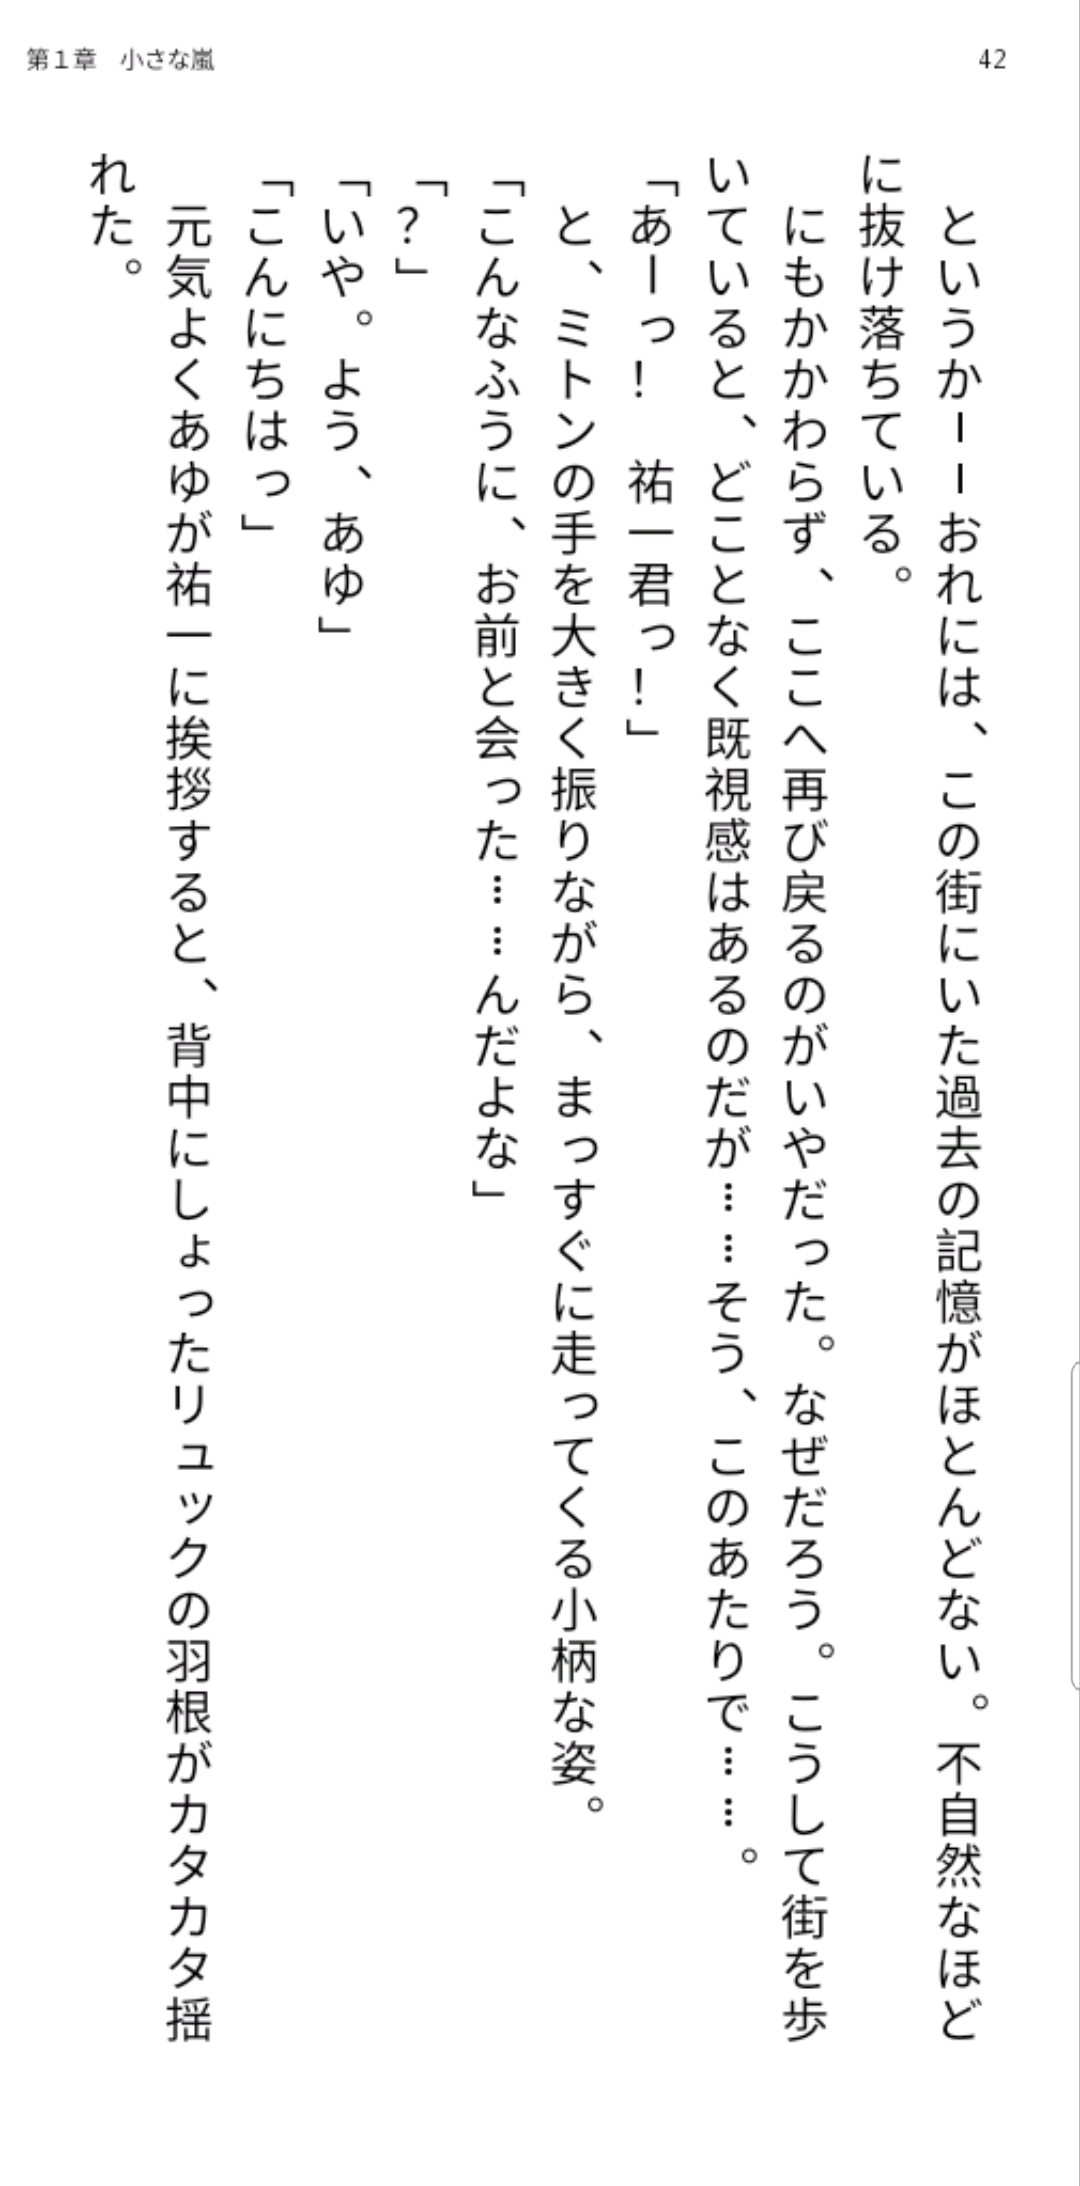 第１章　小さな嵐
42
　というかーーおれには、この街にいた過去の記憶がほとんどない。不自然なほど
に抜け落ちている。
　にもかかわらず、ここへ再び戻るのがいやだった。なぜだろう。こうして街を歩
いていると、どことなく既視感はあるのだが……そう、このあたりで……。
「あーっ！　祐一君っ！」
　と、ミトンの手を大きく振りながら、まっすぐに走ってくる小柄な姿。
「こんなふうに、お前と会った……んだよな」
「？」
「いや。よう、あゆ」
「こんにちはっ」
　元気よくあゆが祐一に挨拶すると、背中にしょったリュックの羽根がカタカタ揺
れた。